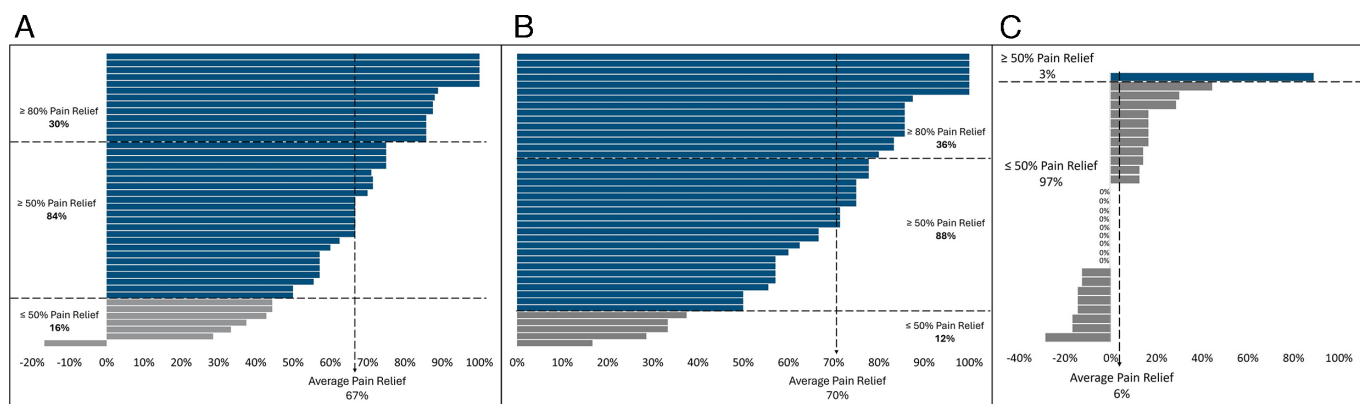 A
≥ 80% Pain Relief
30%
≥ 50% Pain Relief
84%
≤ 50% Pain Relief
16%
-20% -10% 0% 10% 20% 30% 40% 50% 60% 70% 80% 90% 100%
Average Pain Relief
67%
B
≥ 80% Pain Relief
36%
≥ 50% Pain Relief
88%
≤ 50% Pain Relief
12%
0% 10% 20% 30% 40% 50% 60% 70% 80% 90% 100%
Average Pain Relief
70%
C
≥ 50% Pain Relief
3%
≤ 50% Pain Relief
97%
0%
0%
0%
0%
0%
0%
0%
0%
0%
-40% -20% 0% 20% 40% 60% 80% 100%
Average Pain Relief
6%